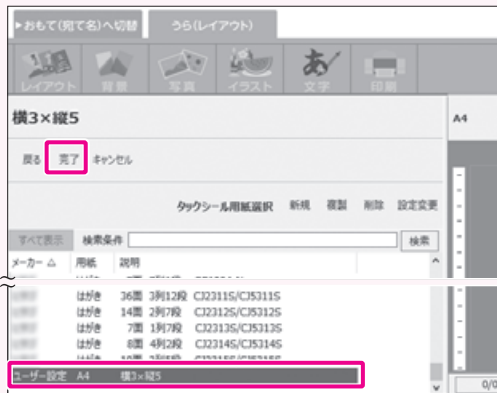 ▶おもて(宛て名)へ切替 うら(レイアウト)
レイアウト 背景 写真 イラスト 文字 印刷
横3×縦5
A4
戻る 完了 キャンセル
タックシール用紙選択 新規 複製 削除 設定変更
すべて表示 検索条件 検索
メーカー △ 用紙 説明
はがき 36面 3列12段 CJ2311S/CJ5311S
はがき 14面 2列7段 CJ2312S/CJ5312S
はがき 7面 1列7段 CJ2313S/CJ5313S
はがき 8面 4列2段 CJ2314S/CJ5314S
ユーザー設定 A4 横3×縦5
0/0